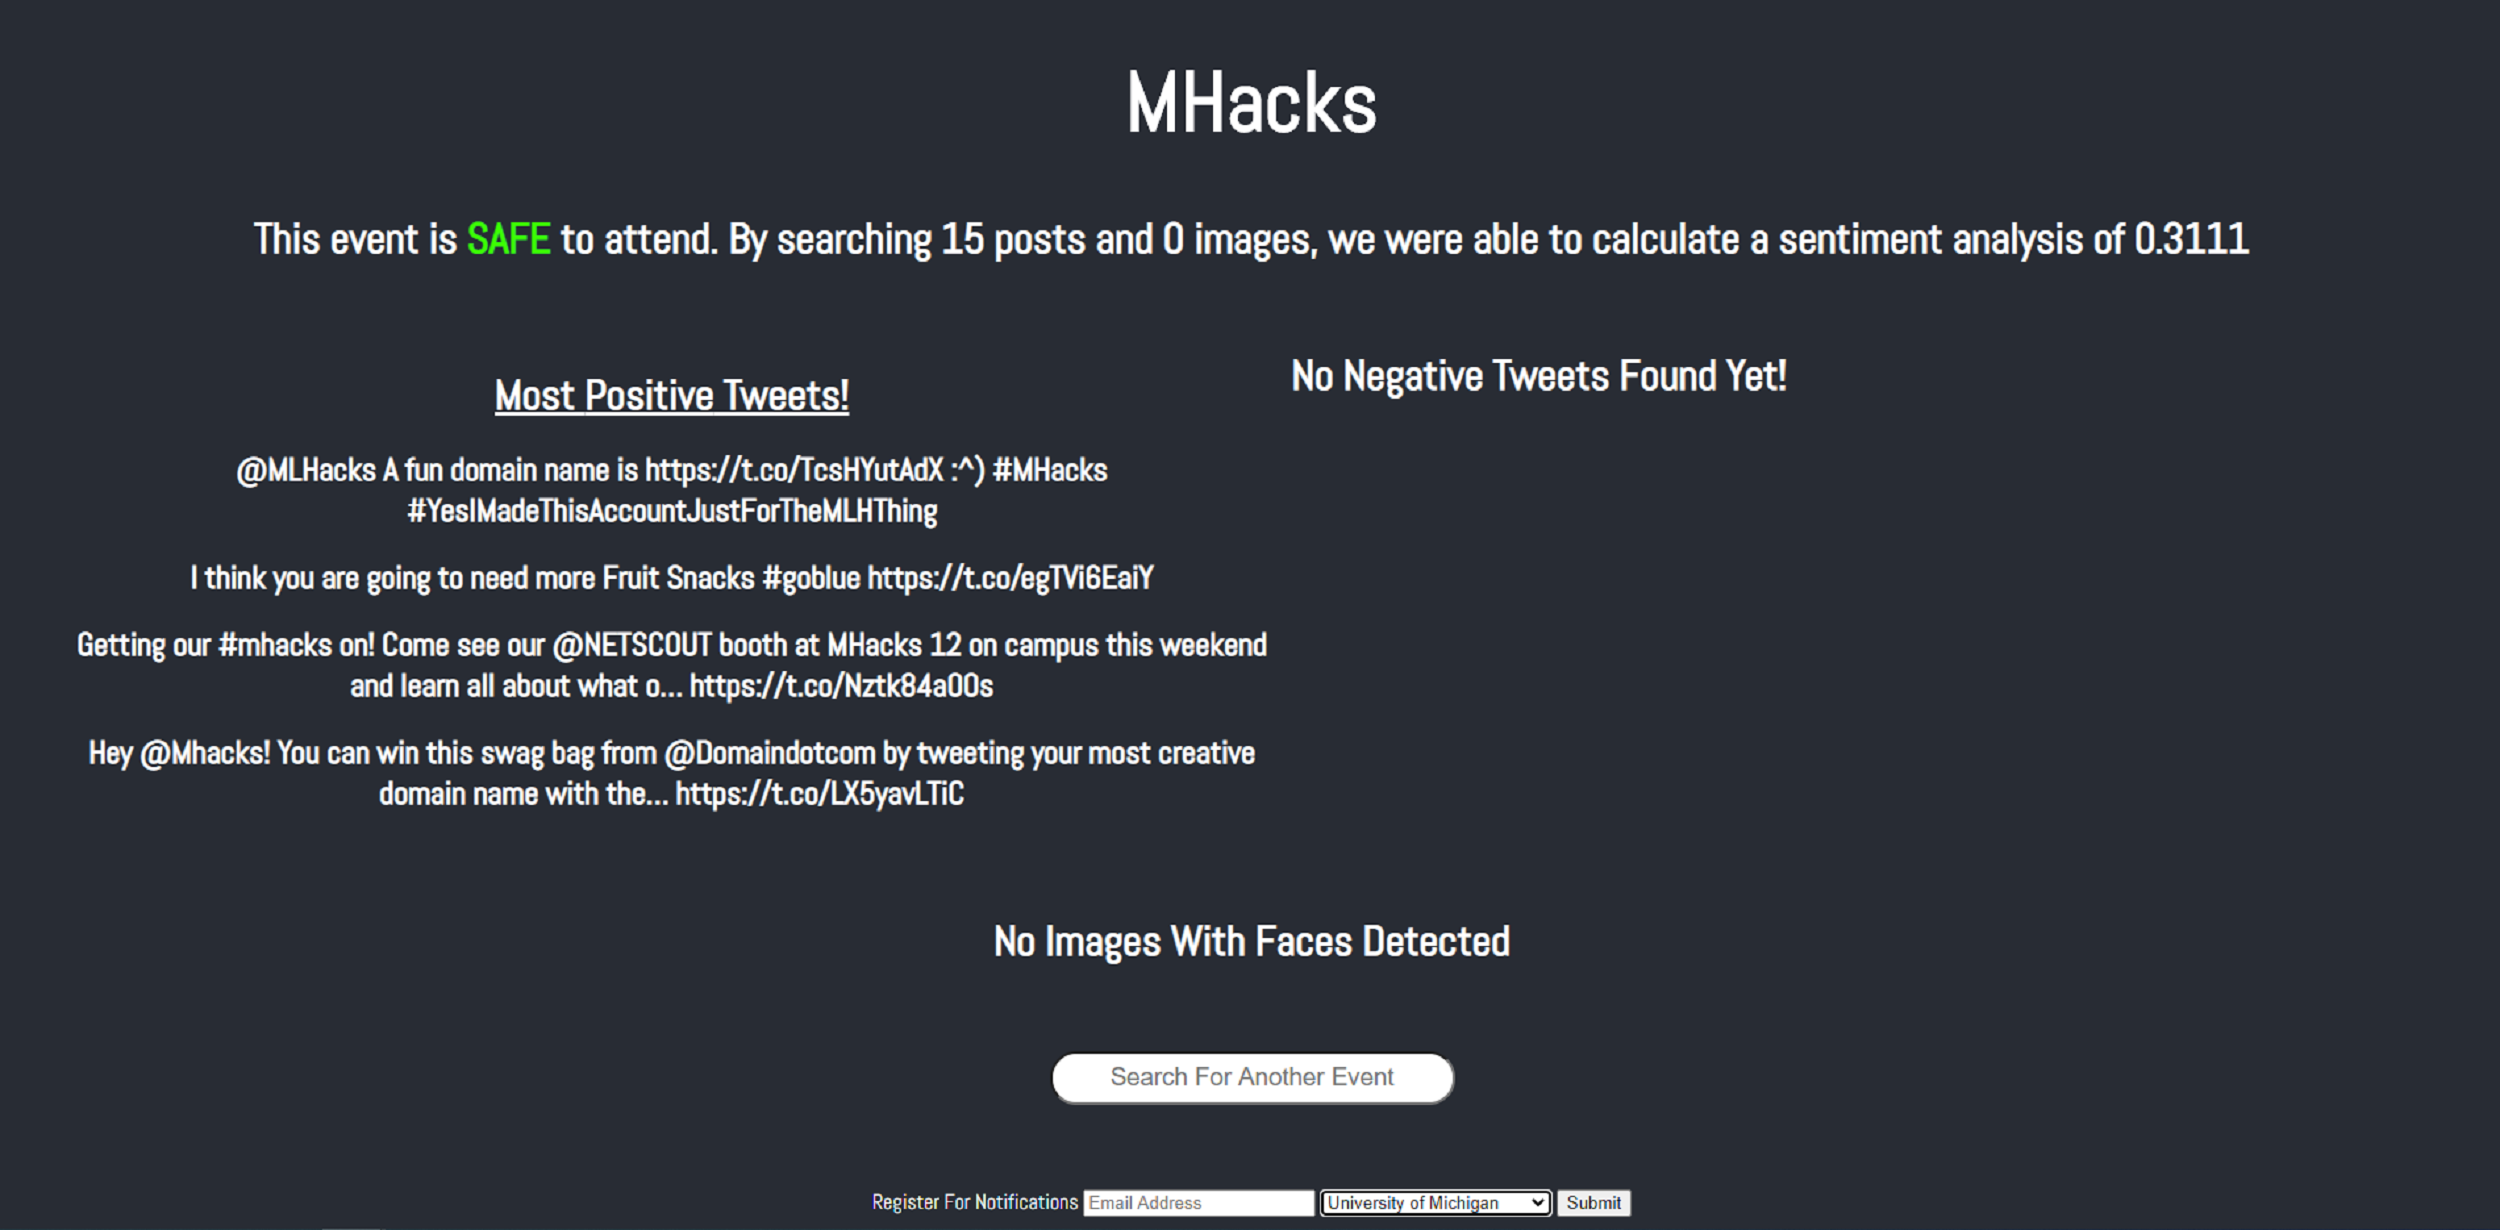 MHacks
This event is SAFE to attend. By searching 15 posts and 0 images, we were able to calculate a sentiment analysis of 0.3111
Most Positive Tweets!
@MLHacks A fun domain name is https://t.co/TcsHYutAdX :^) #MHacks
#YesIMadeThisAccountJustForTheMLHThing
I think you are going to need more Fruit Snacks #goblue https://t.co/egTVi6EaiY
Getting our #mhacks on! Come see our @NETSCOUT booth at MHacks 12 on campus this weekend
and learn all about what o… https://t.co/Nztk84a0Os
Hey @Mhacks! You can win this swag bag from @Domaindotcom by tweeting your most creative
domain name with the… https://t.co/LX5yavLTiC
No Negative Tweets Found Yet!
No Images With Faces Detected
Search For Another Event
Register For Notifications Email Address University of Michigan Submit